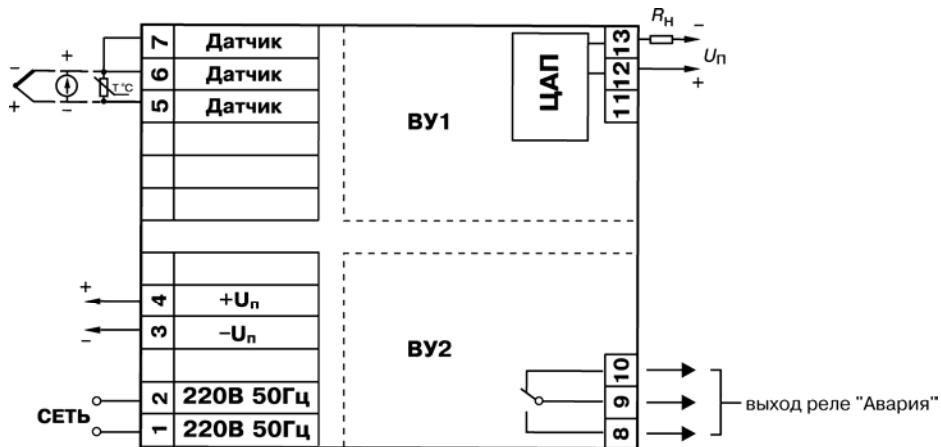 7 Датчик
6 Датчик
5 Датчик
+
–
+
–
T °C
ВУ1
ЦАП
13
12
11
Rн
–
Uп
+
+
4 +Uп
–
3 –Uп
СЕТЬ
2 220В 50Гц
1 220В 50Гц
ВУ2
10
9
8
выход реле "Авария"